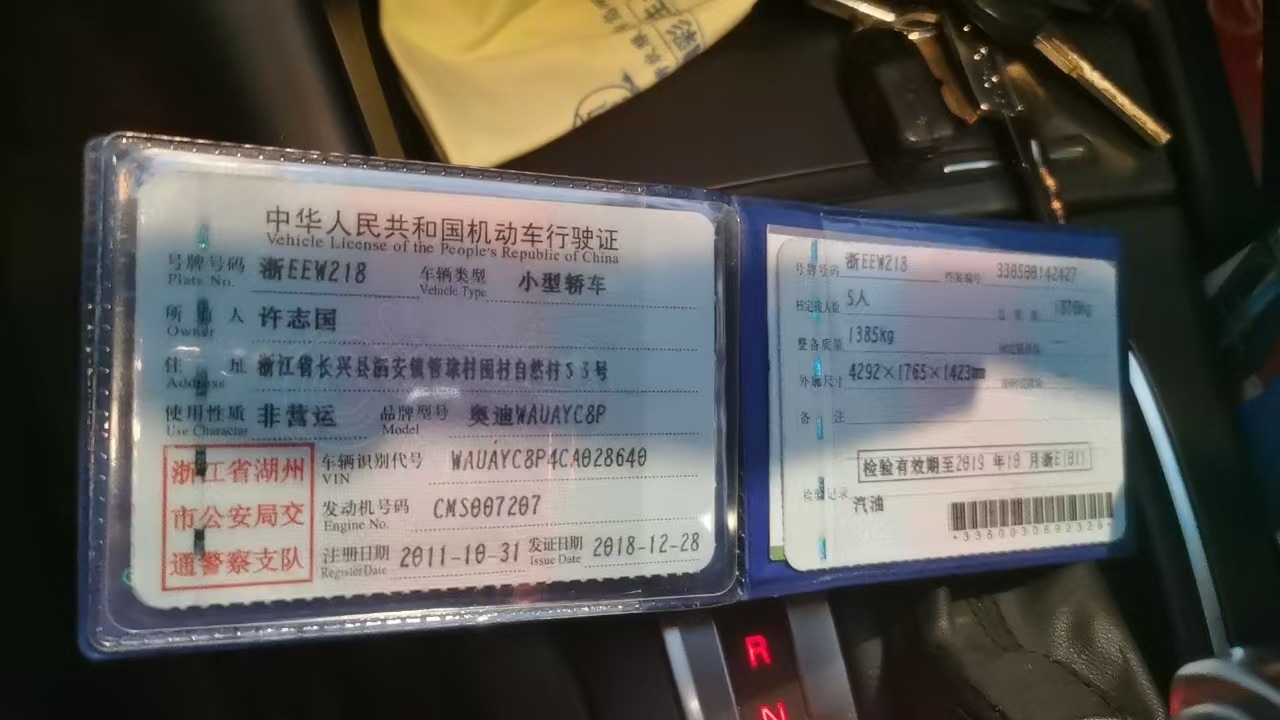 中华人民共和国机动车行驶证
Vehicle License of the People's Republic of China
号牌号码 浙EEW218 车辆类型 小型轿车
Plate No. Vehicle Type
所有人 许志国
Owner
住址 浙江省长兴县 村 村自然村53号
Address
使用性质 非营运 品牌型号 奥迪WAUAYC8P
Use Character Model
浙江省湖州
市公安局交
通警察支队
车辆识别代号 WAUAYC8P4CA028640
VIN
发动机号码 CMS007207
Engine No.
注册日期 2011-10-31 发证日期 2018-12-28
Register Date Issue Date
号牌号码 浙EEW218 档案编号 330500142427
核定载人数 5人 总质量
整备质量 1385kg
外廓尺寸 4292×1765×1423mm
备注
检验有效期至2019年10月浙E(01)
检验记录
汽油
R
N